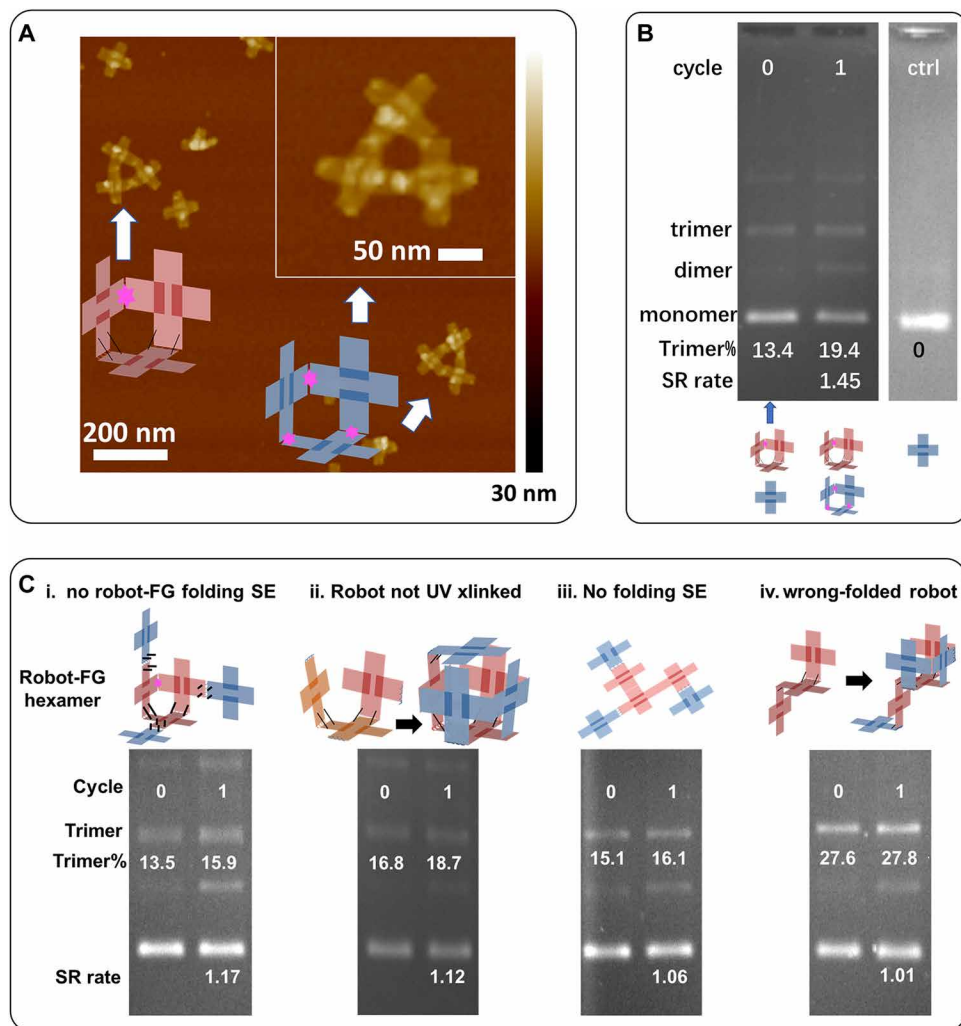 A
50 nm
200 nm
30 nm
B
cycle 0 1 ctrl
trimer
dimer
monomer
Trimer% 13.4 19.4 0
SR rate 1.45
C
i. no robot-FG folding SE
ii. Robot not UV xlinked
iii. No folding SE
iv. wrong-folded robot
Robot-FG
hexamer
Cycle 0 1 0 1 0 1 0 1
Trimer
Trimer% 13.5 15.9 16.8 18.7 15.1 16.1 27.6 27.8
SR rate 1.17 1.12 1.06 1.01